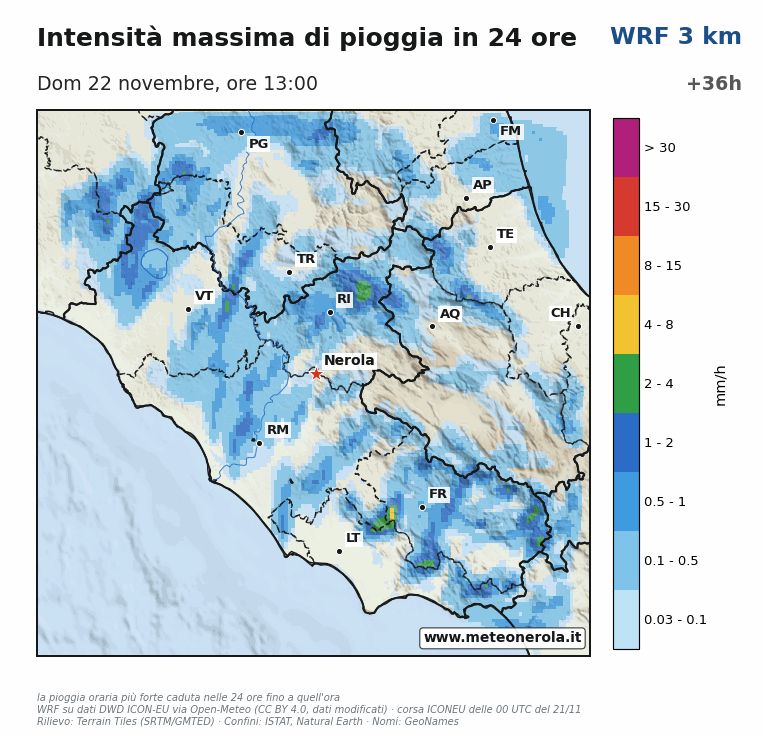 Intensità massima di pioggia in 24 ore
WRF 3 km
Dom 22 novembre, ore 13:00
+36h
PG
FM
AP
TE
TR
VT
RI
AQ
CH
Nerola
RM
FR
LT
www.meteonerola.it
> 30
15 - 30
8 - 15
4 - 8
2 - 4
1 - 2
0.5 - 1
0.1 - 0.5
0.03 - 0.1
mm/h
la pioggia oraria più forte caduta nelle 24 ore fino a quell'ora
WRF su dati DWD ICON-EU via Open-Meteo (CC BY 4.0, dati modificati) · corsa ICONEU delle 00 UTC del 21/11
Rilievo: Terrain Tiles (SRTM/GMTED) · Confini: ISTAT, Natural Earth · Nomi: GeoNames